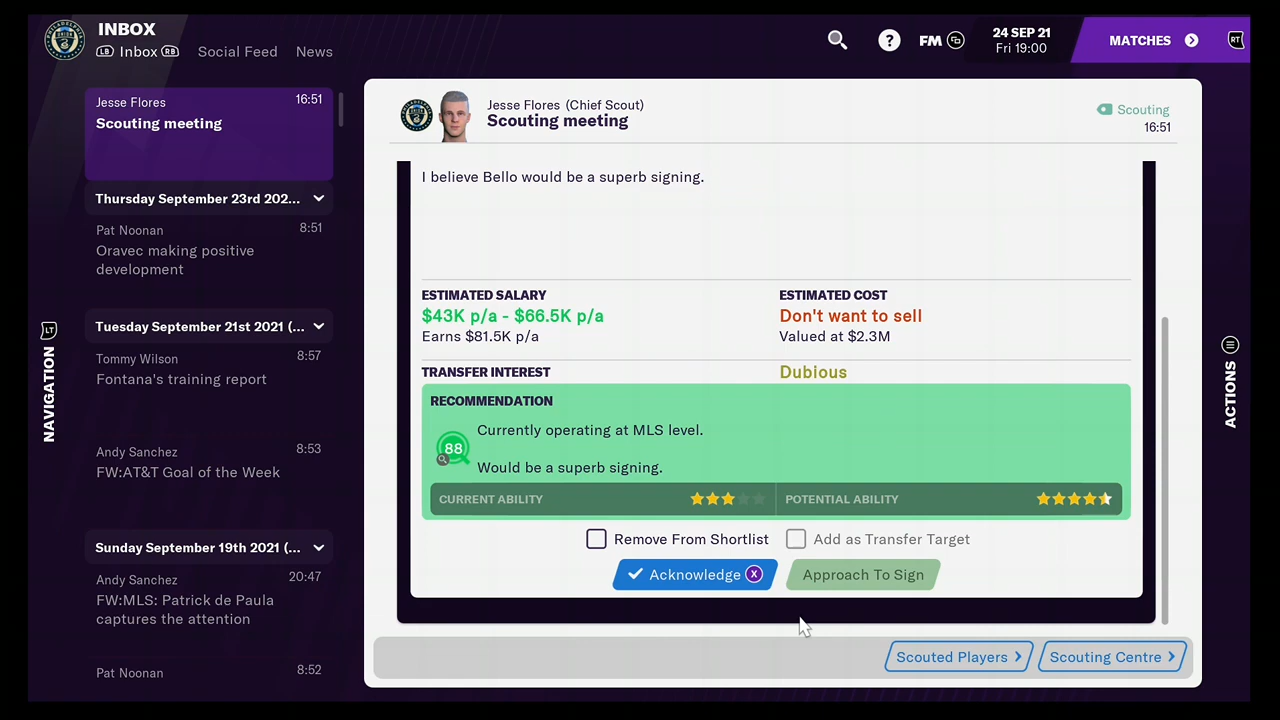 INBOX
LB Inbox RB Social Feed News
FM
24 SEP 21
Fri 19:00
MATCHES
RT
Jesse Flores 16:51
Scouting meeting
Thursday September 23rd 202...
Pat Noonan 8:51
Oravec making positive
development
Tuesday September 21st 2021 (...
Tommy Wilson 8:57
Fontana's training report
Andy Sanchez 8:53
FW:AT&T Goal of the Week
Sunday September 19th 2021 (...
Andy Sanchez 20:47
FW:MLS: Patrick de Paula
captures the attention
Pat Noonan 8:52
LT
NAVIGATION
Jesse Flores (Chief Scout)
Scouting meeting
Scouting
16:51
I believe Bello would be a superb signing.
ESTIMATED SALARY
$43K p/a - $66.5K p/a
Earns $81.5K p/a
ESTIMATED COST
Don't want to sell
Valued at $2.3M
TRANSFER INTEREST Dubious
RECOMMENDATION
88
Currently operating at MLS level.
Would be a superb signing.
CURRENT ABILITY POTENTIAL ABILITY
Remove From Shortlist Add as Transfer Target
Acknowledge X Approach To Sign
Scouted Players Scouting Centre
ACTIONS